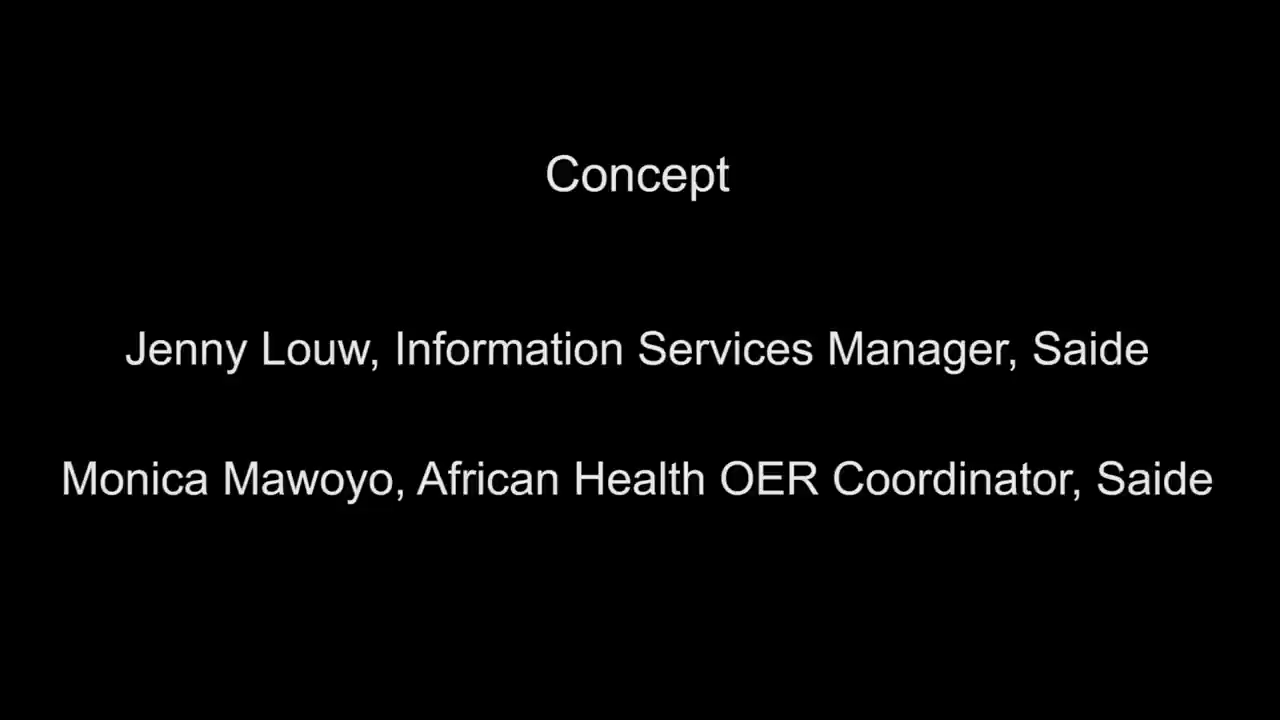 Concept
Jenny Louw, Information Services Manager, Saide
Monica Mawoyo, African Health OER Coordinator, Saide